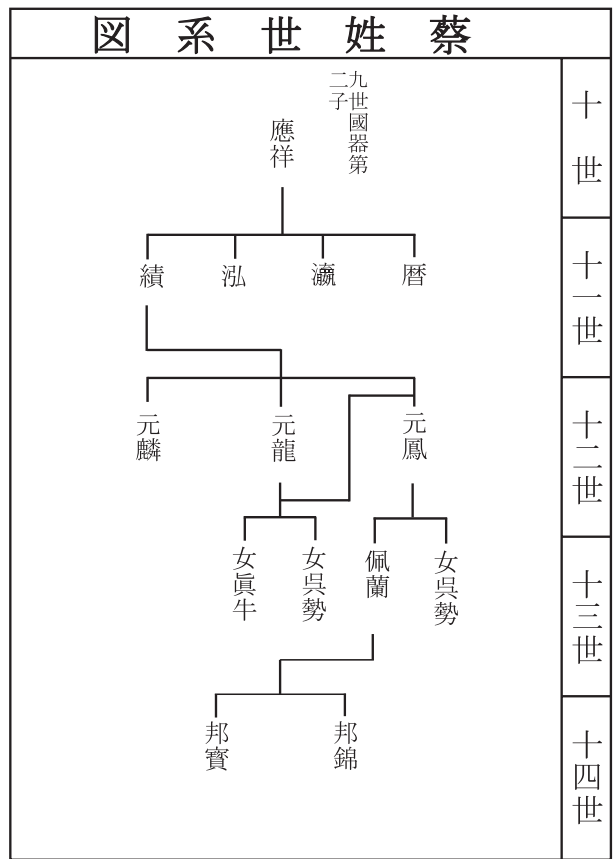 蔡姓世系図
十世
九世國器第
二子
應祥
十一世
暦
瀛
泓
績
十二世
元鳳
元龍
元麟
十三世
女呉勢
佩蘭
女呉勢
女眞牛
十四世
邦錦
邦寳